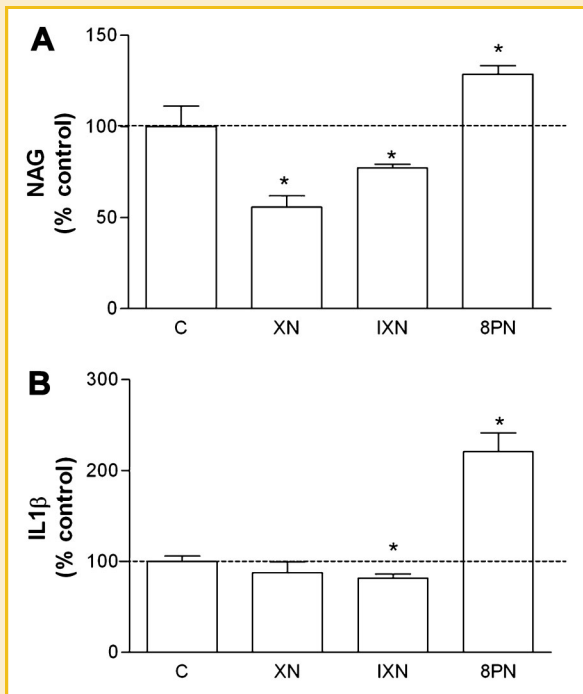 A
NAG
(% control)
150
100
50
0
*
*
*
C XN IXN 8PN
B
IL1β
(% control)
300
200
100
0
*
*
C XN IXN 8PN